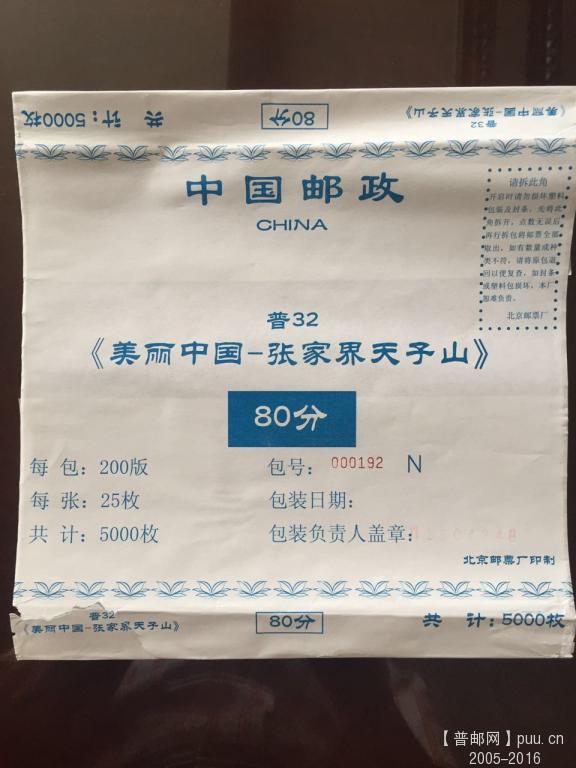 共 计：5000枚
80分
普32
《美丽中国-张家界天子山》
中国邮政
CHINA
请拆此角
开启时请勿损坏塑料
包装及封条，先将此
角拆开，点数无误后
再行拆包将邮票全部
取出，如有数量或种
类不符，请将原包退
回以便复查，如封条
或塑料包损坏，本厂
恕难负责。
北京邮票厂
普32
《美丽中国-张家界天子山》
80分
每 包：200版
包号： 000192 N
每 张：25枚
包装日期：
共 计：5000枚
包装负责人盖章：
北京邮票厂印制
普32
《美丽中国-张家界天子山》
80分
共 计：5000枚
【普邮网】puu.cn
2005-2016